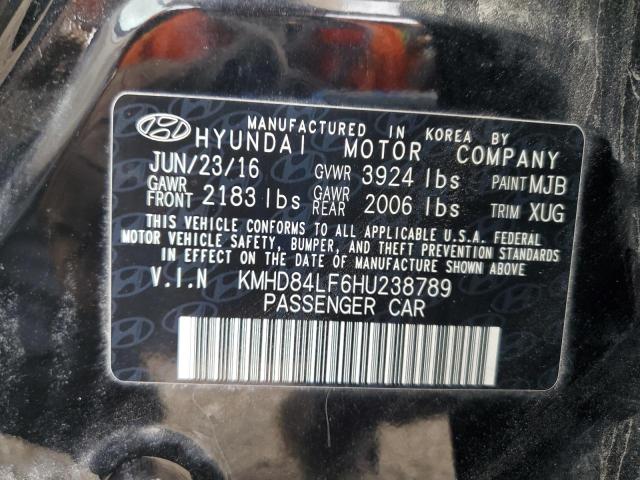 MANUFACTURED IN KOREA BY
HYUNDAI MOTOR COMPANY
JUN/23/16 GVWR 3924 lbs PAINT MJB
GAWR FRONT 2183 lbs GAWR REAR 2006 lbs TRIM XUG
THIS VEHICLE CONFORMS TO ALL APPLICABLE U.S.A. FEDERAL
MOTOR VEHICLE SAFETY, BUMPER, AND THEFT PREVENTION STANDARDS
IN EFFECT ON THE DATE OF MANUFACTURE SHOWN ABOVE.
V.I.N KMHD84LF6HU238789
PASSENGER CAR